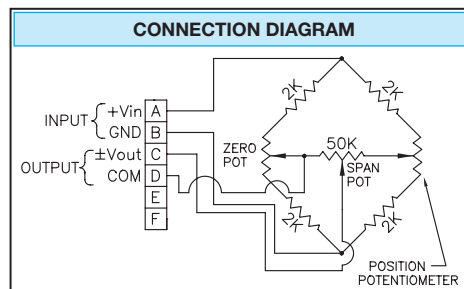 CONNECTION DIAGRAM
INPUT
+Vin
A
GND
B
OUTPUT
±Vout
C
COM
D
E
F
2K
2K
ZERO
POT
50K
SPAN
POT
2K
2K
POSITION
POTENTIOMETER